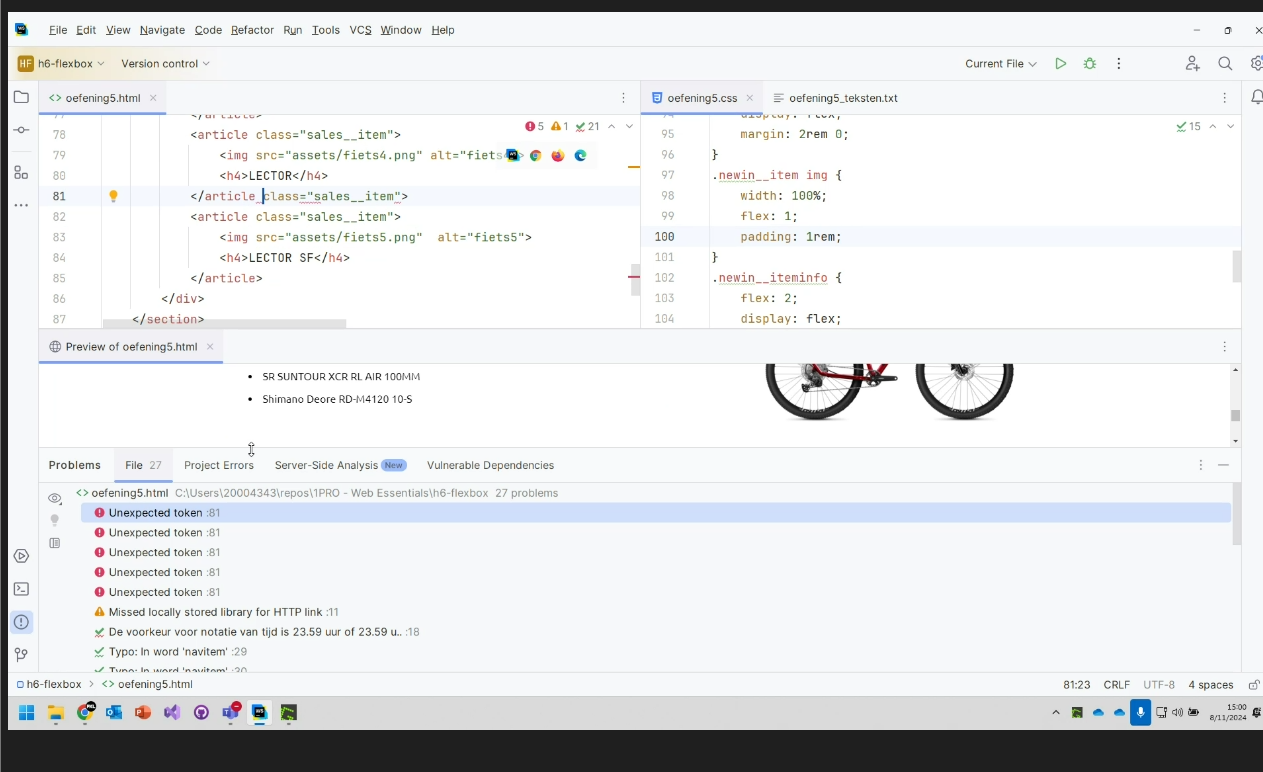 File Edit View Navigate Code Refactor Run Tools VCS Window Help
HF h6-flexbox Version control Current File
oefening5.html
oefening5.css oefening5_teksten.txt
78 <article class="sales__item"> 5 1 21
79 <img src="assets/fiets4.png" alt="fiets
80 <h4>LECTOR</h4>
81 </article class="sales__item">
82 <article class="sales__item">
83 <img src="assets/fiets5.png"  alt="fiets5">
84 <h4>LECTOR SF</h4>
85 </article>
86 </div>
87 </section>
display: flex;
95 margin: 2rem 0; 15
96 }
97 .newin__item img {
98 width: 100%;
99 flex: 1;
100 padding: 1rem;
101 }
102 .newin__iteminfo {
103 flex: 2;
104 display: flex;
Preview of oefening5.html
• SR SUNTOUR XCR RL AIR 100MM
• Shimano Deore RD-M4120 10-S
Problems File 27 Project Errors Server-Side Analysis New Vulnerable Dependencies
<> oefening5.html C:\Users\20004343\repos\1PRO - Web Essentials\h6-flexbox 27 problems
Unexpected token :81
Unexpected token :81
Unexpected token :81
Unexpected token :81
Unexpected token :81
Missed locally stored library for HTTP link :11
De voorkeur voor notatie van tijd is 23.59 uur of 23.59 u.. :18
Typo: In word 'navitem' :29
Typo: In word 'navitem' :30
h6-flexbox > <> oefening5.html 81:23 CRLF UTF-8 4 spaces
15:00
8/11/2024